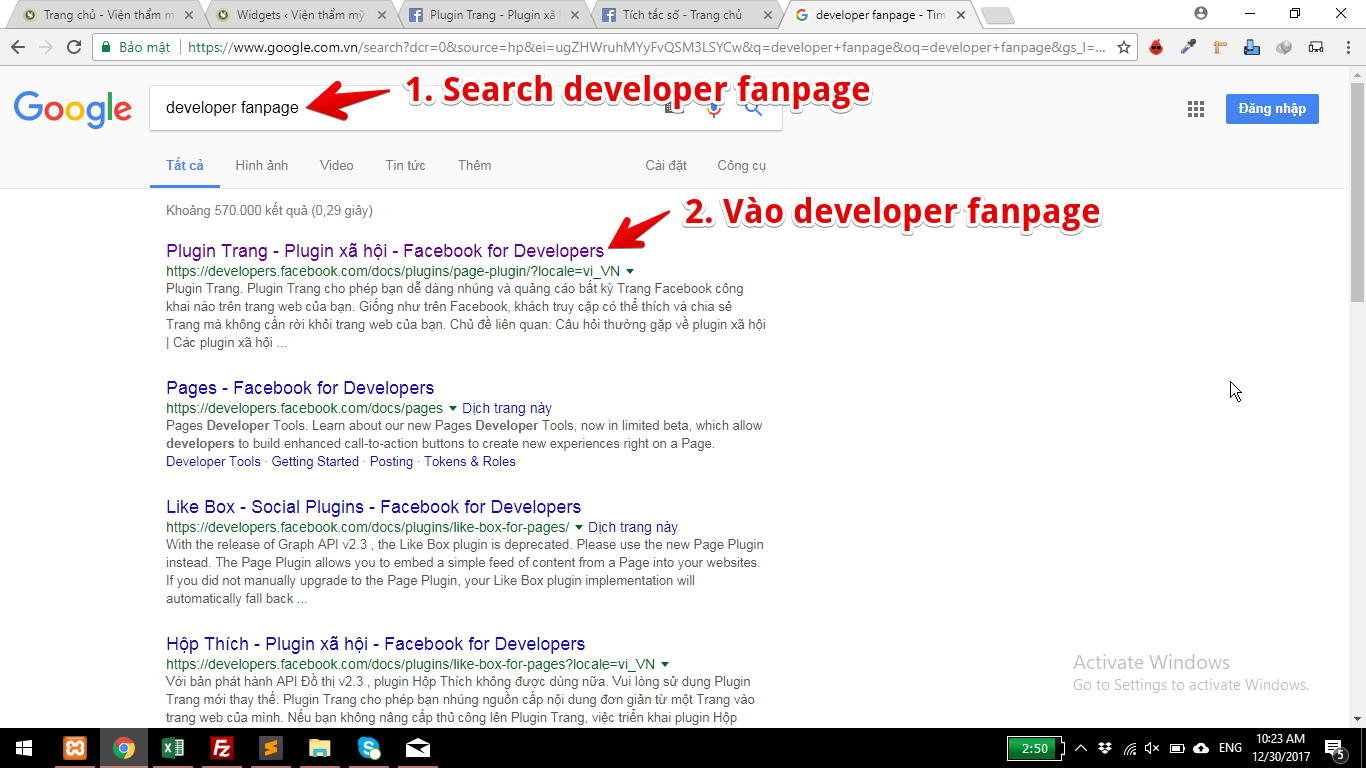 Trang chủ - Viện thẩm m
Widgets ‹ Viện thẩm mỹ
Plugin Trang - Plugin xã
Tích tắc số - Trang chủ
developer fanpage - Tìm
Bảo mật
https://www.google.com.vn/search?dcr=0&source=hp&ei=ugZHWruhMYyFvQSM3LSYCw&q=developer+fanpage&oq=developer+fanpage&gs_l=...
1. Search developer fanpage
Google
developer fanpage
Đăng nhập
Tất cả Hình ảnh Video Tin tức Thêm Cài đặt Công cụ
Khoảng 570.000 kết quả (0,29 giây)
2. Vào developer fanpage
Plugin Trang - Plugin xã hội - Facebook for Developers
https://developers.facebook.com/docs/plugins/page-plugin/?locale=vi_VN
Plugin Trang. Plugin Trang cho phép bạn dễ dàng nhúng và quảng cáo bất kỳ Trang Facebook công
khai nào trên trang web của bạn. Giống như trên Facebook, khách truy cập có thể thích và chia sẻ
Trang mà không cần rời khỏi trang web của bạn. Chủ đề liên quan: Câu hỏi thường gặp về plugin xã hội
| Các plugin xã hội ...
Pages - Facebook for Developers
https://developers.facebook.com/docs/pages Dịch trang này
Pages Developer Tools. Learn about our new Pages Developer Tools, now in limited beta, which allow
developers to build enhanced call-to-action buttons to create new experiences right on a Page.
Developer Tools · Getting Started · Posting · Tokens & Roles
Like Box - Social Plugins - Facebook for Developers
https://developers.facebook.com/docs/plugins/like-box-for-pages/ Dịch trang này
With the release of Graph API v2.3 , the Like Box plugin is deprecated. Please use the new Page Plugin
instead. The Page Plugin allows you to embed a simple feed of content from a Page into your websites.
If you did not manually upgrade to the Page Plugin, your Like Box plugin implementation will
automatically fall back ...
Hộp Thích - Plugin xã hội - Facebook for Developers
https://developers.facebook.com/docs/plugins/like-box-for-pages?locale=vi_VN
Với bản phát hành API Đồ thị v2.3 , plugin Hộp Thích không được dùng nữa. Vui lòng sử dụng Plugin
Trang mới thay thế. Plugin Trang cho phép bạn nhúng nguồn cấp nội dung đơn giản từ một Trang vào
trang web của mình. Nếu bạn không nâng cấp thủ công lên Plugin Trang, việc triển khai plugin Hộp
Activate Windows
Go to Settings to activate Windows.
2:50
ENG
10:23 AM
12/30/2017
5